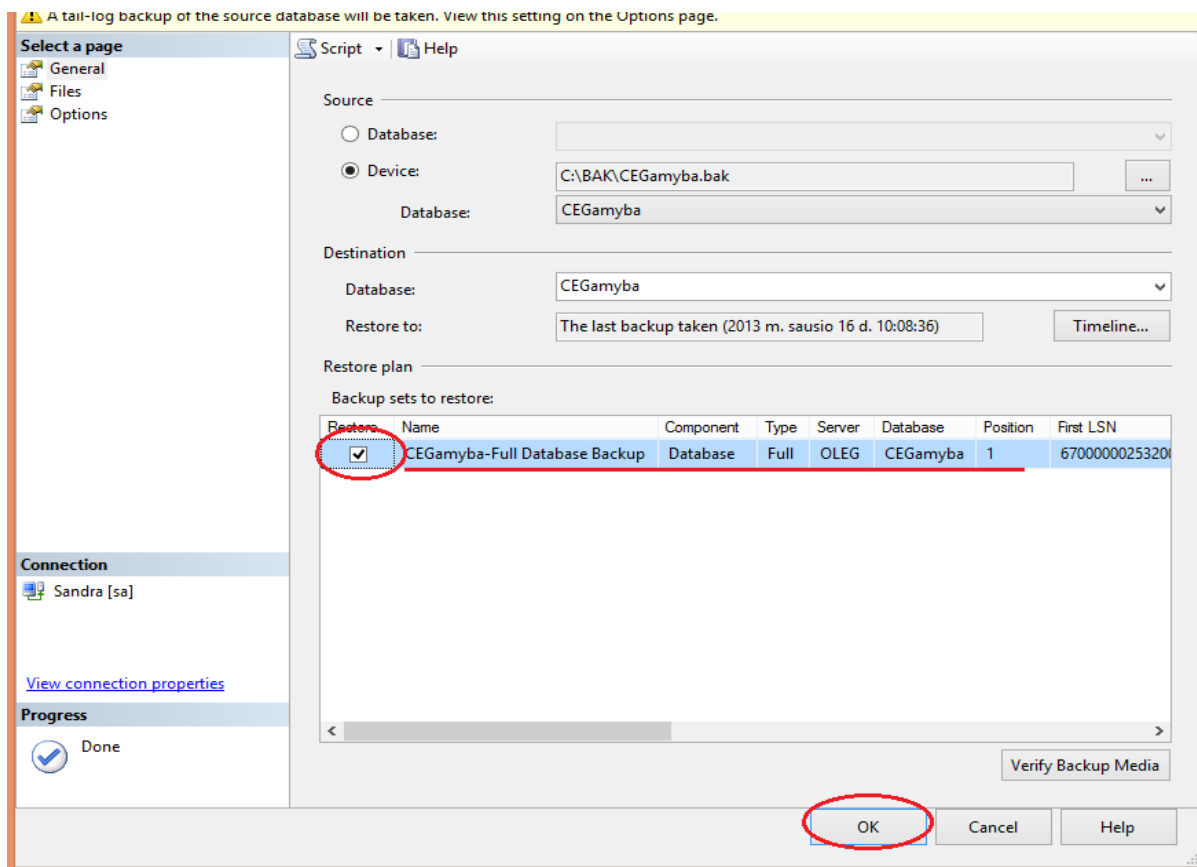 A tail-log backup of the source database will be taken. View this setting on the Options page.
Select a page
General
Files
Options
Script Help
Source
Database:
Device: C:\BAK\CEGamyba.bak ...
Database: CEGamyba
Destination
Database: CEGamyba
Restore to: The last backup taken (2013 m. sausio 16 d. 10:08:36) Timeline...
Restore plan
Backup sets to restore:
Restore Name Component Type Server Database Position First LSN
CEGamyba-Full Database Backup Database Full OLEG CEGamyba 1 67000000253200
Connection
Sandra [sa]
View connection properties
Progress
Done
Verify Backup Media
OK Cancel Help